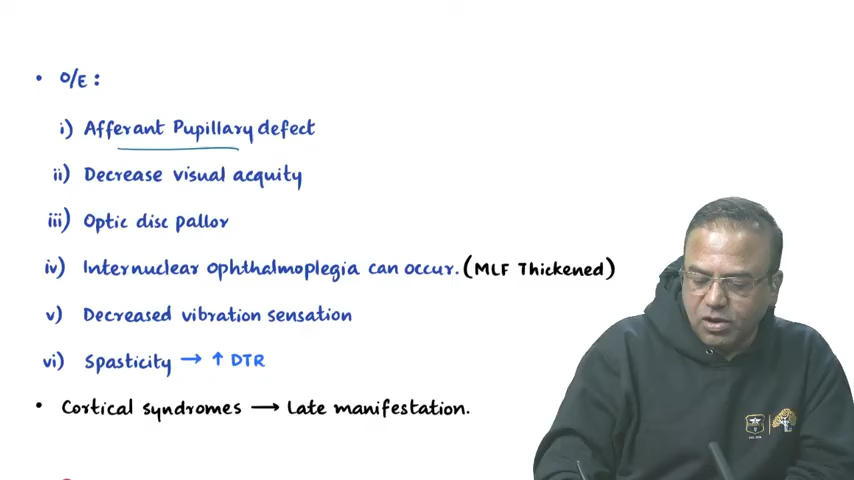 • O/E :
i) Afferant Pupillary defect
ii) Decrease visual acquity
iii) Optic disc pallor
iv) Internuclear ophthalmoplegia can occur. (MLF Thickened)
v) Decreased vibration sensation
vi) Spasticity → ↑ DTR
• Cortical syndromes → Late manifestation.